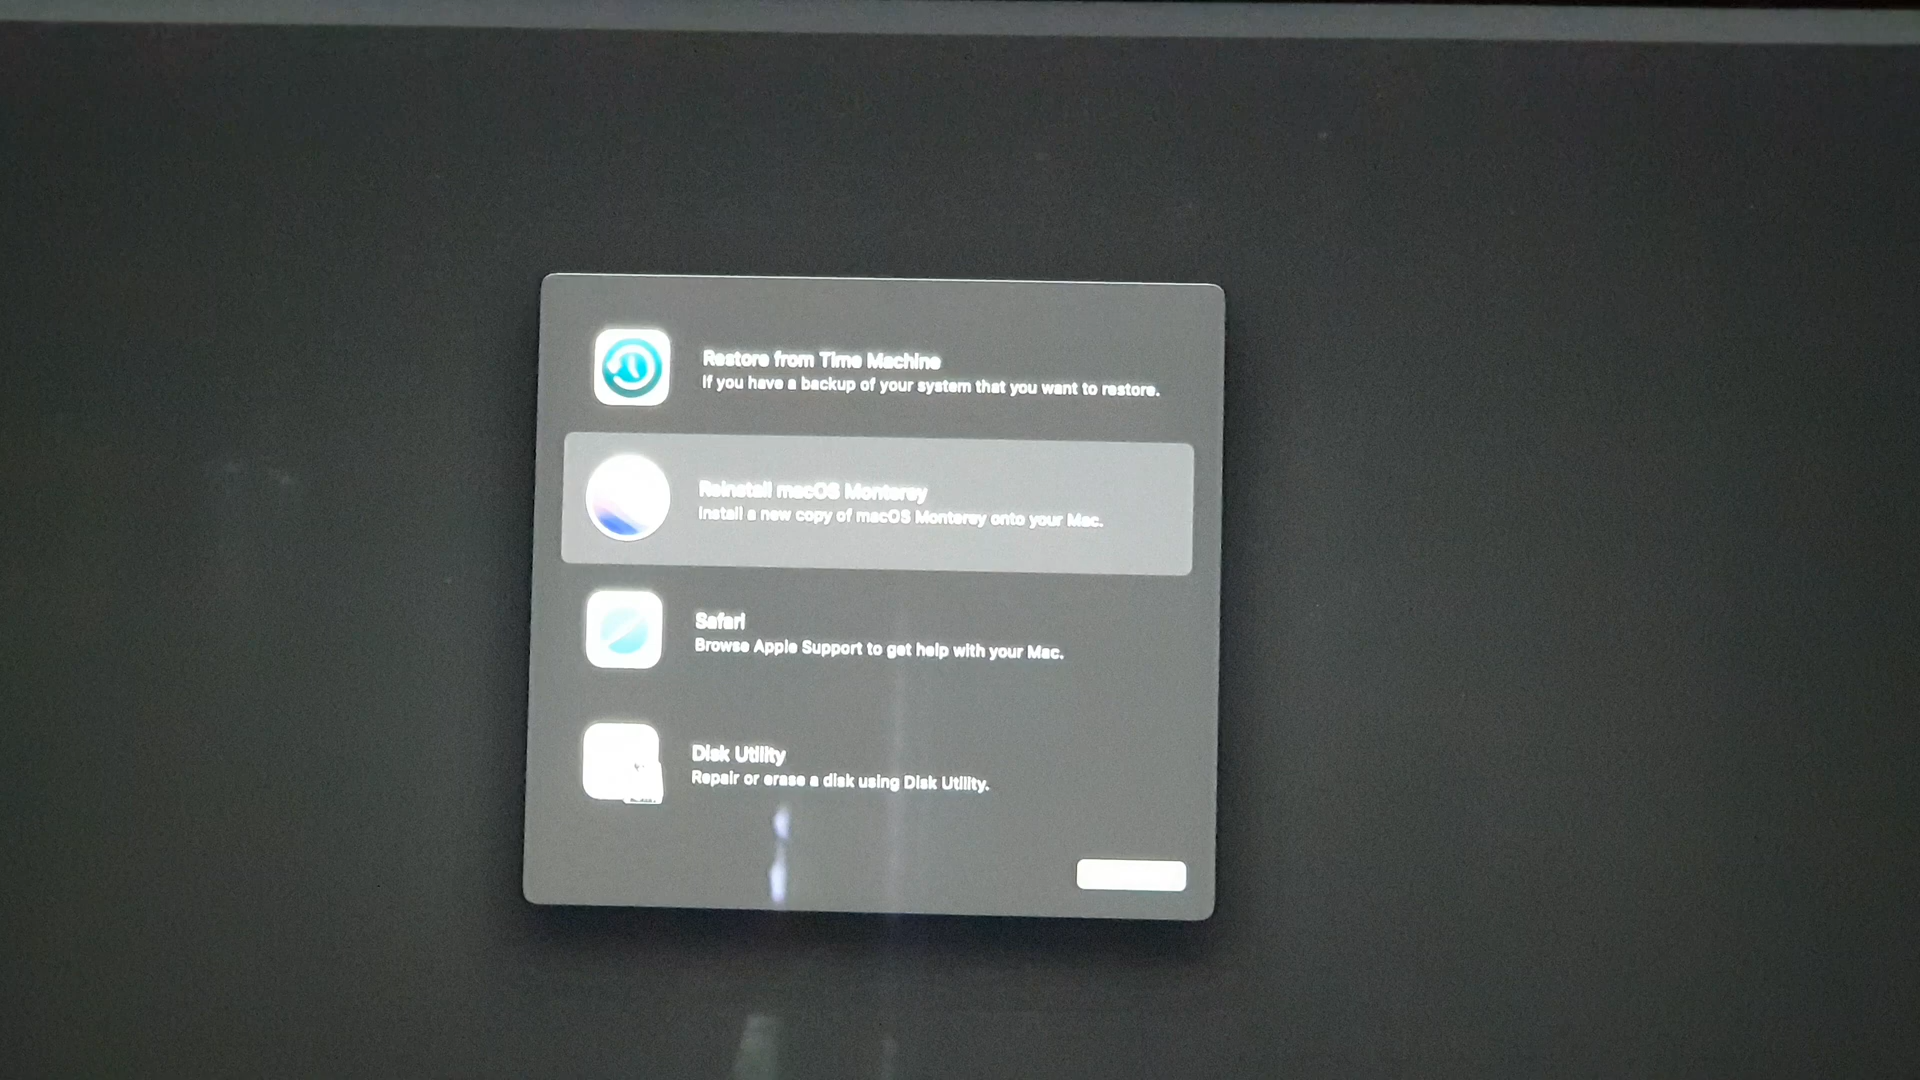 Restore from Time Machine
If you have a backup of your system that you want to restore.
Reinstall macOS Monterey
Install a new copy of macOS Monterey onto your Mac.
Safari
Browse Apple Support to get help with your Mac.
Disk Utility
Repair or erase a disk using Disk Utility.